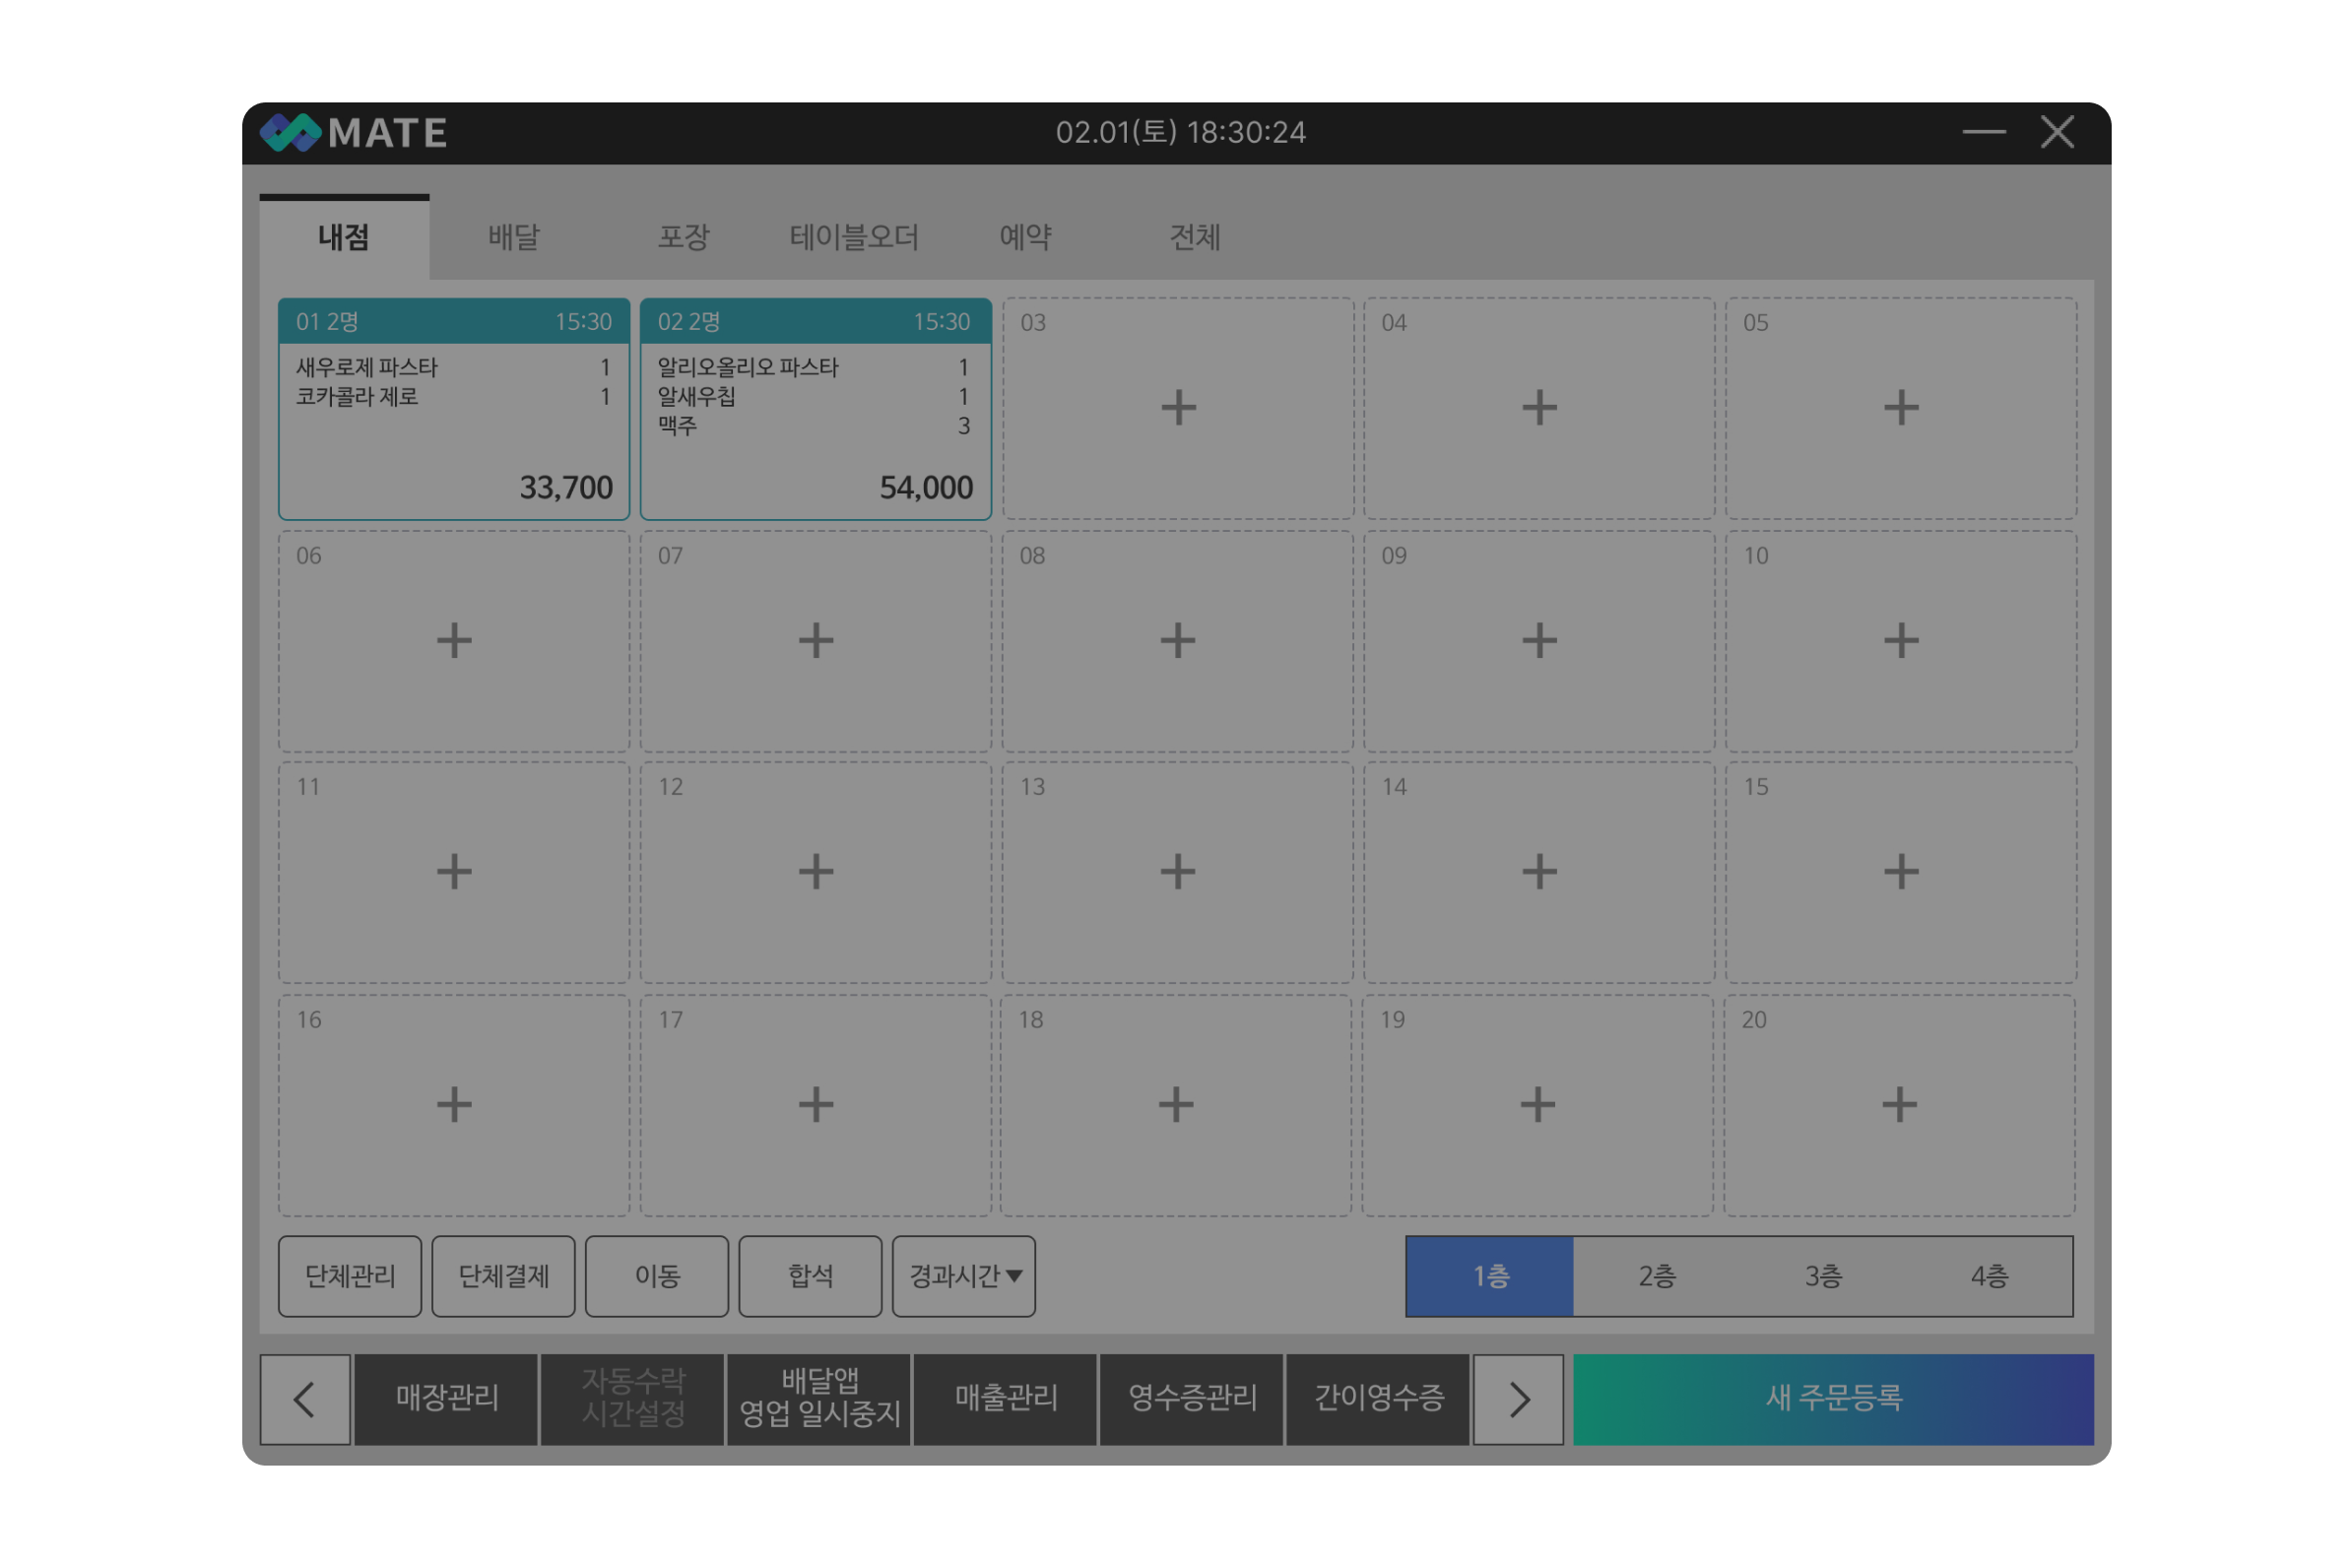 MATE
02.01(토) 18:30:24
내점 배달 포장 테이블오더 예약 전체
01 2명 15:30
새우로제 파스타 1
코카콜라 제로 1
33,700
02 2명 15:30
알리오올리오 파스타 1
알새우칩 1
맥주 3
54,000
03
04
05
06
07
08
09
10
11
12
13
14
15
16
17
18
19
20
단체관리 단체결제 이동 합석 경과시간
1층 2층 3층 4층
매장관리
자동수락
시간설정
배달앱
영업 일시중지
매출관리
영수증관리
간이영수증
새 주문등록